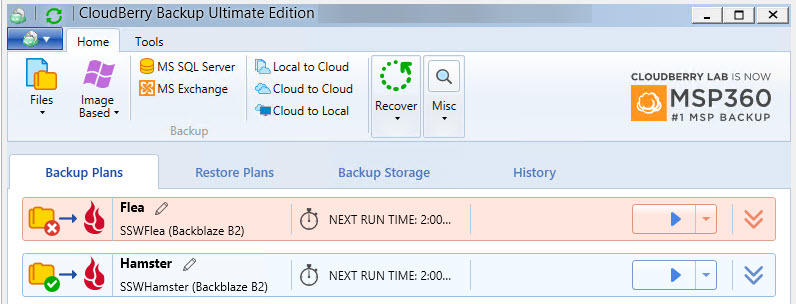 CloudBerry Backup Ultimate Edition
Home Tools
Files
Image Based
MS SQL Server
MS Exchange
Backup
Local to Cloud
Cloud to Cloud
Cloud to Local
Recover
Misc
CLOUDBERRY LAB IS NOW
MSP360
#1 MSP BACKUP
Backup Plans Restore Plans Backup Storage History
Flea
SSWFlea (Backblaze B2)
NEXT RUN TIME: 2:00...
Hamster
SSWHamster (Backblaze B2)
NEXT RUN TIME: 2:00...